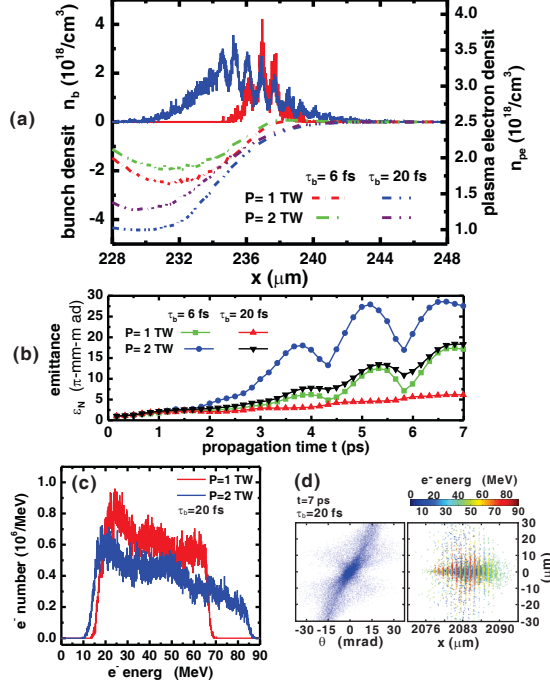 (a)
bunch densit n_b (10^18/cm^3)
plasma electron densit n_pe (10^18/cm^3)
4
2
0
-2
-4
4.0
3.5
3.0
2.5
2.0
1.5
1.0
τ_b= 6 fs τ_b= 20 fs
P= 1 TW
P= 2 TW
228 232 236 240 244 248
x (μm)
(b)
emittance
ε_N (π-mm-m ad)
30
25
20
15
10
5
0
τ_b= 6 fs τ_b= 20 fs
P= 1 TW
P= 2 TW
0 1 2 3 4 5 6 7
propagation time t (ps)
(c)
e⁻ number (10^6/MeV)
1.2
1.0
0.8
0.6
0.4
0.2
0.0
P=1 TW
P=2 TW
τ_b=20 fs
0 10 20 30 40 50 60 70 80 90
e⁻ energ (MeV)
(d)
e⁻ energ (MeV)
0 10 20 30 40 50 60 70 80 90
t=7 ps
τ_b=20 fs
30
20
10
0
-10
-20
-30
(μm)
-30 -15 0 15 30
θ (mrad)
2076 2083 2090
x (μm)